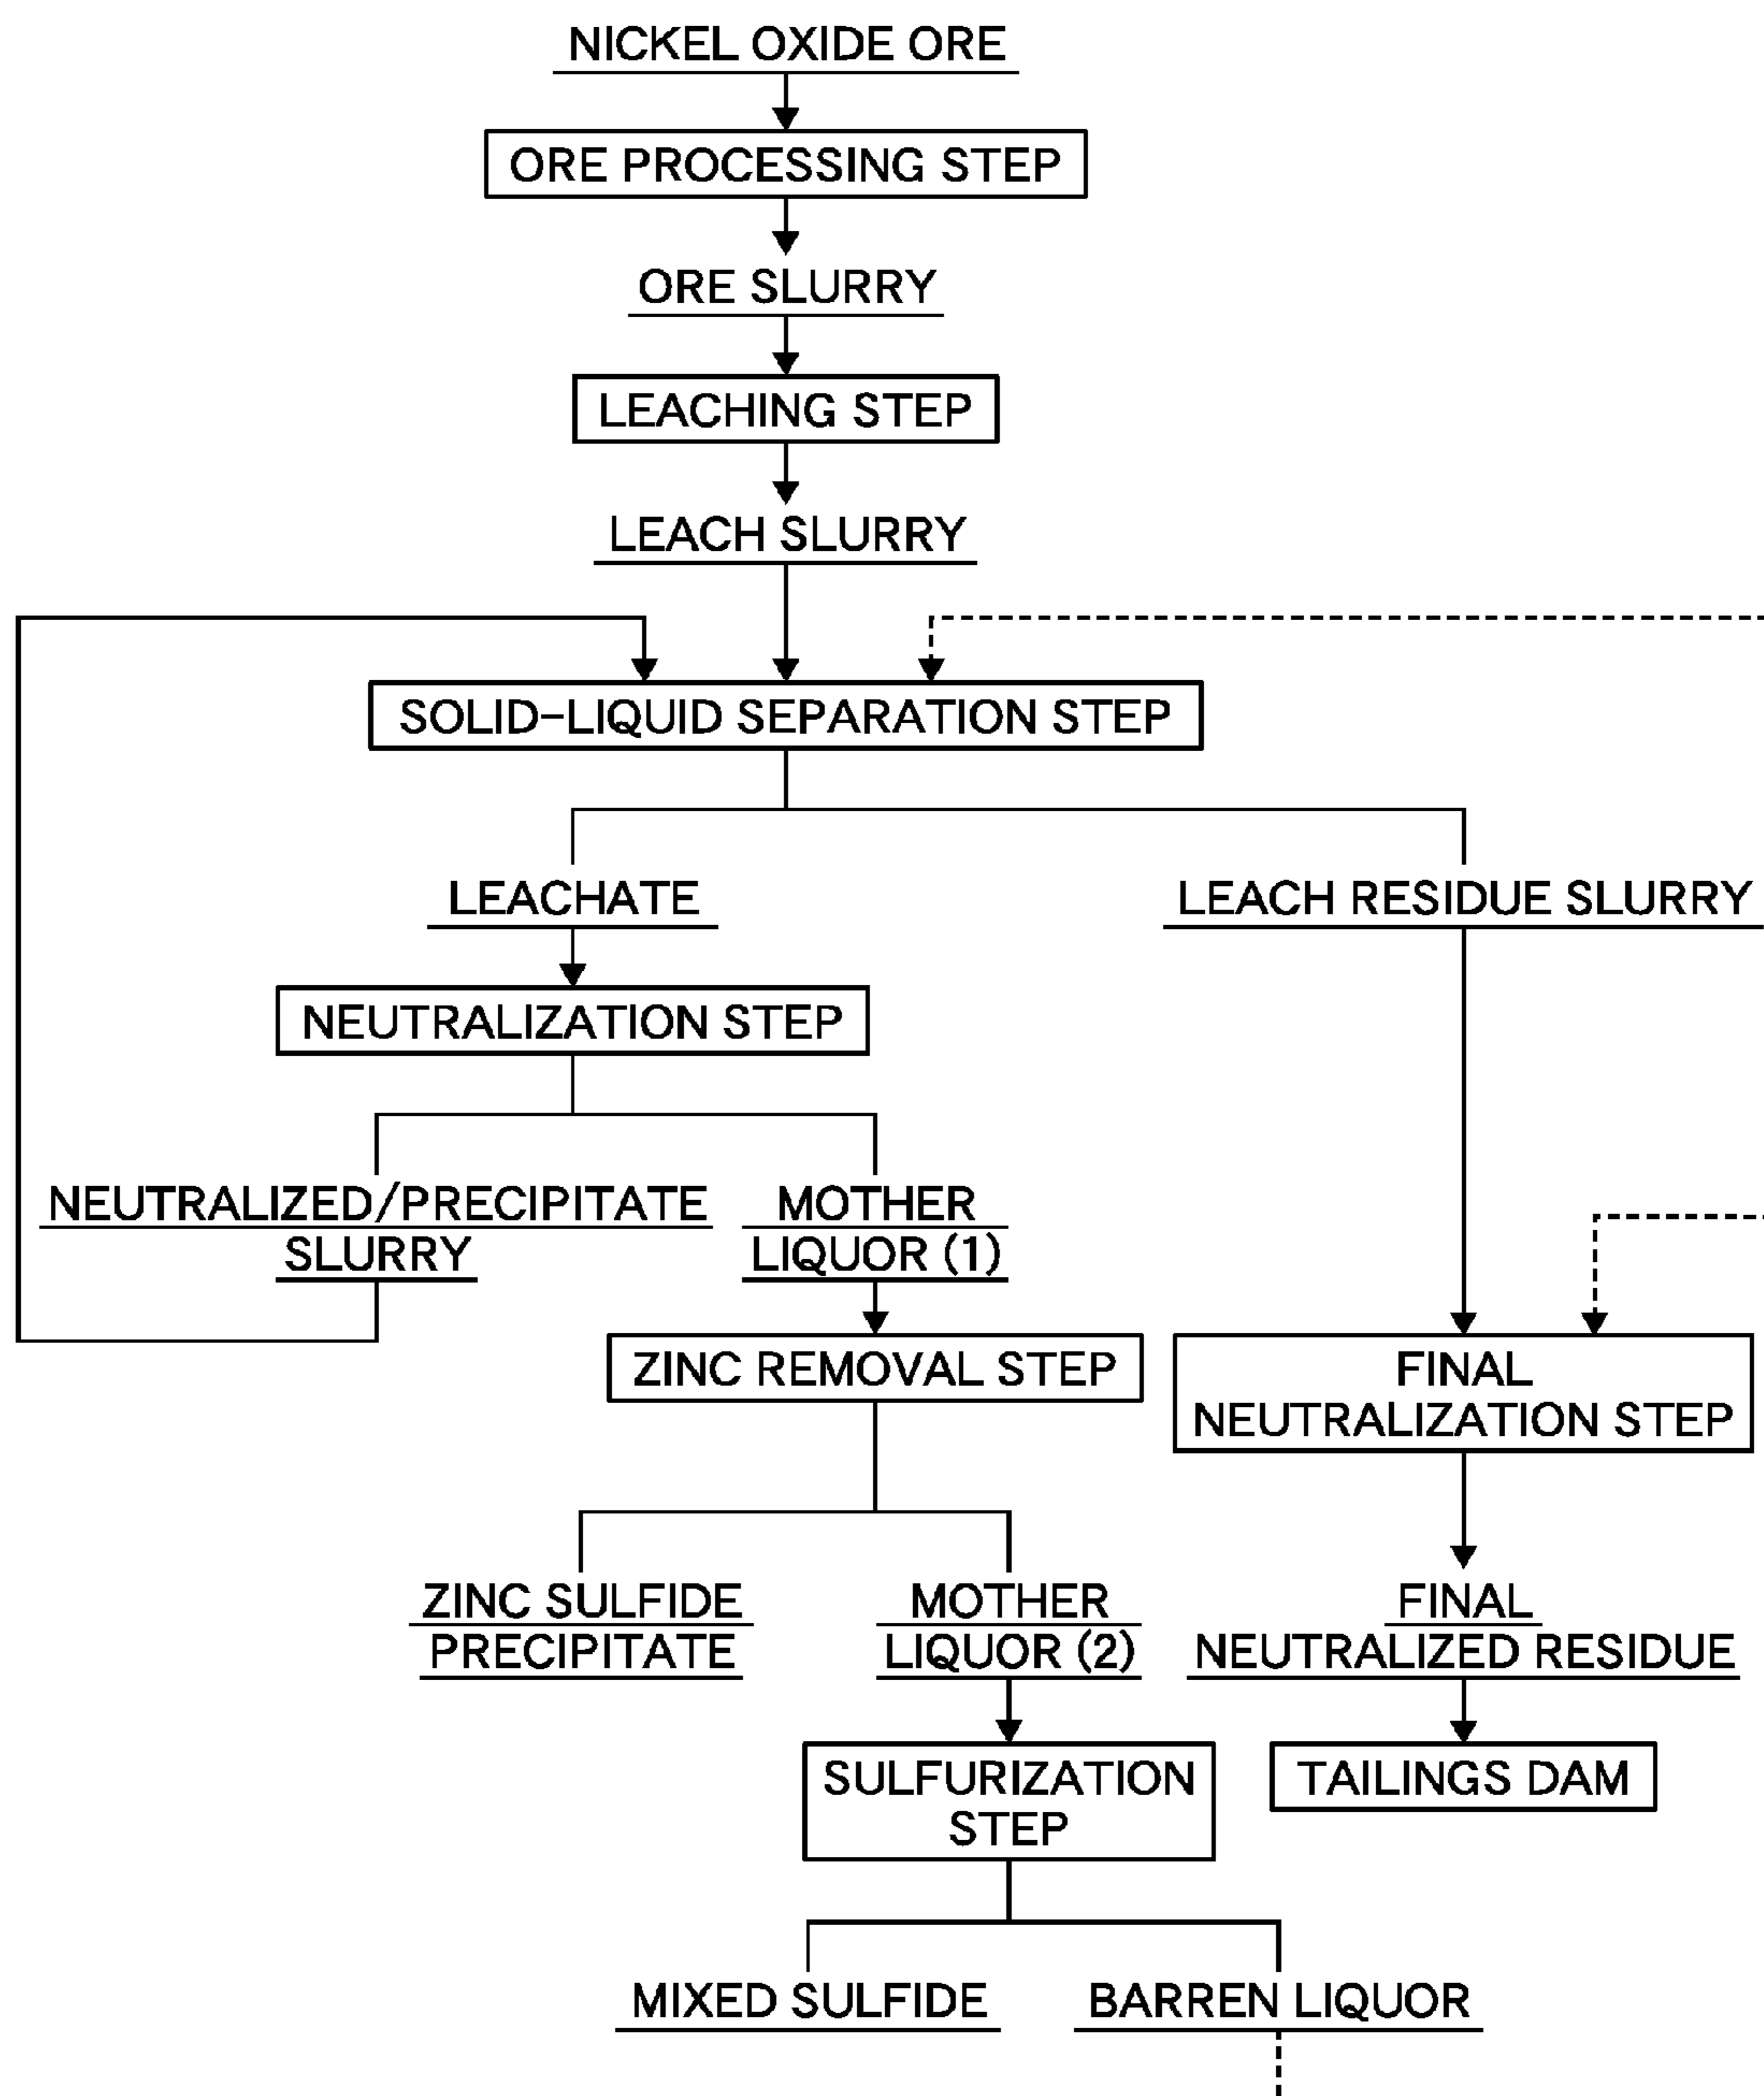 NICKEL OXIDE ORE
ORE PROCESSING STEP
ORE SLURRY
LEACHING STEP
LEACH SLURRY
SOLID-LIQUID SEPARATION STEP
LEACHATE
LEACH RESIDUE SLURRY
NEUTRALIZATION STEP
NEUTRALIZED/PRECIPITATE
SLURRY
MOTHER
LIQUOR (1)
ZINC REMOVAL STEP
FINAL
NEUTRALIZATION STEP
ZINC SULFIDE
PRECIPITATE
MOTHER
LIQUOR (2)
FINAL
NEUTRALIZED RESIDUE
SULFURIZATION
STEP
TAILINGS DAM
MIXED SULFIDE
BARREN LIQUOR